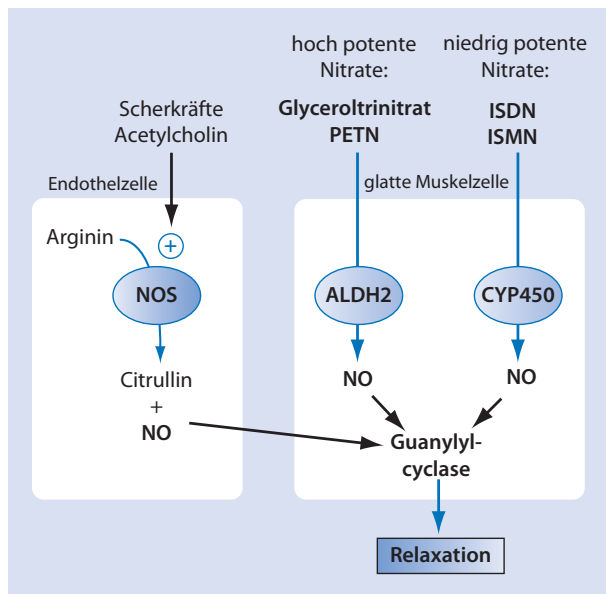 hoch potente
Nitrate:
niedrig potente
Nitrate:
Scherkräfte
Acetylcholin
Glyceroltrinitrat
PETN
ISDN
ISMN
Endothelzelle
glatte Muskelzelle
Arginin
+
NOS
ALDH2
CYP450
Citrullin
+
NO
NO
NO
Guanylyl-
cyclase
Relaxation